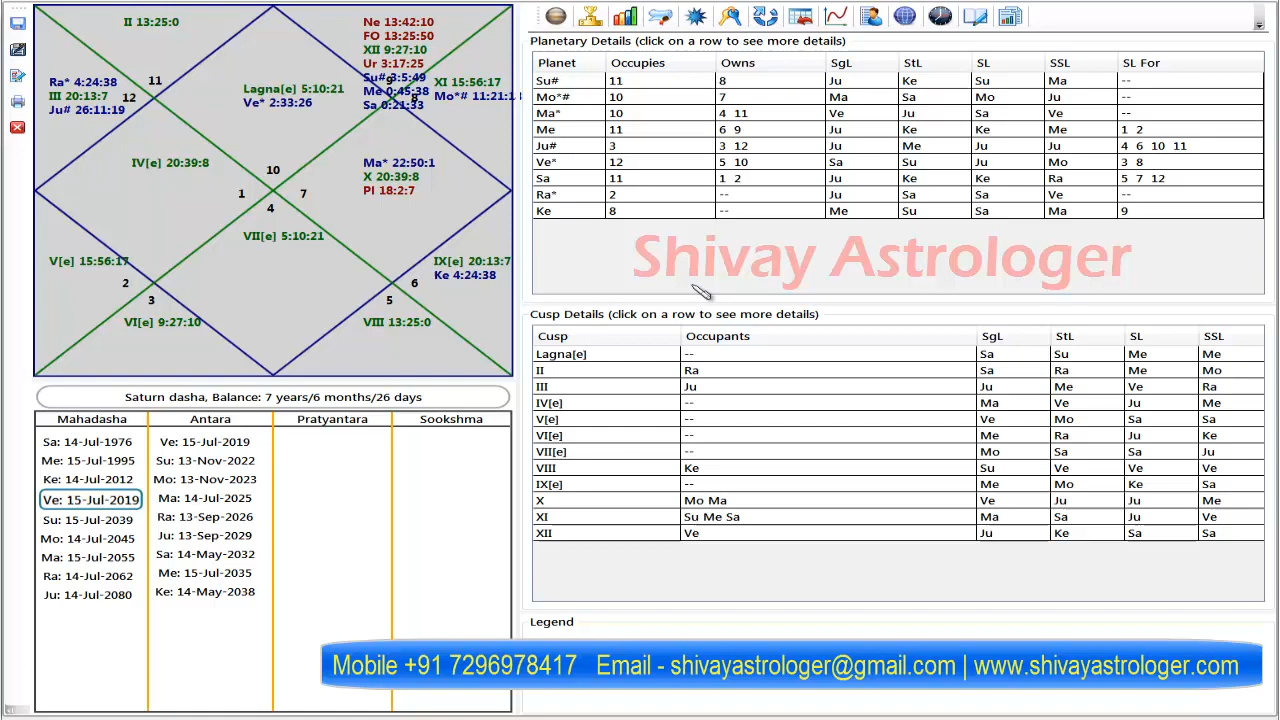 II 13:25:0
Ne 13:42:10
FO 13:25:50
XII 9:27:10
Ur 3:17:25
Su# 3:5:49
Me 0:45:38
Sa 0:21:33
9
8
XI 15:56:17
Mo*# 11:21:1
11
12
Ra* 4:24:38
III 20:13:7
Ju# 26:11:19
Lagna[e] 5:10:21
Ve* 2:33:26
IV[e] 20:39:8
Ma* 22:50:1
X 20:39:8
Pl 18:2:7
10
1
7
4
VII[e] 5:10:21
V[e] 15:56:17
IX[e] 20:13:7
Ke 4:24:38
2
3
6
5
VI[e] 9:27:10
VIII 13:25:0
Saturn dasha, Balance: 7 years/6 months/26 days
Mahadasha Antara Pratyantara Sookshma
Sa: 14-Jul-1976 Ve: 15-Jul-2019
Me: 15-Jul-1995 Su: 13-Nov-2022
Ke: 14-Jul-2012 Mo: 13-Nov-2023
Ve: 15-Jul-2019 Ma: 14-Jul-2025
Su: 15-Jul-2039 Ra: 13-Sep-2026
Mo: 14-Jul-2045 Ju: 13-Sep-2029
Ma: 15-Jul-2055 Sa: 14-May-2032
Ra: 14-Jul-2062 Me: 15-Jul-2035
Ju: 14-Jul-2080 Ke: 14-May-2038
Planetary Details (click on a row to see more details)
Planet Occupies Owns SgL StL SL SSL SL For
Su# 11 8 Ju Ke Su Ma --
Mo*# 10 7 Ma Sa Mo Ju --
Ma* 10 4 11 Ve Ju Sa Ve --
Me 11 6 9 Ju Ke Ke Me 1 2
Ju# 3 3 12 Ju Me Ju Ju 4 6 10 11
Ve* 12 5 10 Sa Su Ju Mo 3 8
Sa 11 1 2 Ju Ke Ke Ra 5 7 12
Ra* 2 -- Ju Sa Sa Ve --
Ke 8 -- Me Su Sa Ma 9
Shivay Astrologer
Cusp Details (click on a row to see more details)
Cusp Occupants SgL StL SL SSL
Lagna[e] -- Sa Su Me Me
II Ra Sa Ra Me Mo
III Ju Ju Me Ve Ra
IV[e] -- Ma Ve Ju Me
V[e] -- Ve Mo Sa Sa
VI[e] -- Me Ra Ju Ke
VII[e] -- Mo Sa Sa Ju
VIII Ke Su Ve Ve Ve
IX[e] -- Me Mo Ke Sa
X Mo Ma Ve Ju Ju Me
XI Su Me Sa Ma Sa Ju Ve
XII Ve Ju Ke Sa Sa
Legend
Mobile +91 7296978417 Email - shivayastrologer@gmail.com | www.shivayastrologer.com